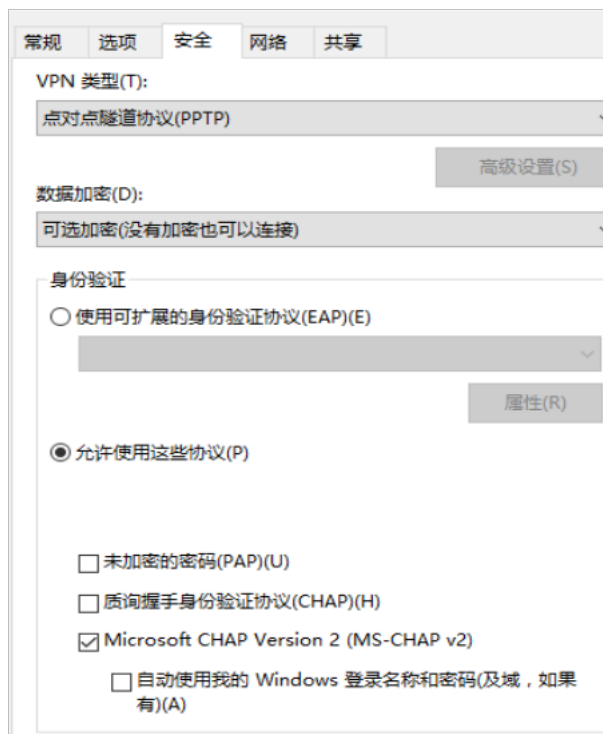 常规 选项 安全 网络 共享
VPN 类型(T):
点对点隧道协议(PPTP)
高级设置(S)
数据加密(D):
可选加密(没有加密也可以连接)
身份验证
使用可扩展的身份验证协议(EAP)(E)
属性(R)
允许使用这些协议(P)
未加密的密码(PAP)(U)
质询握手身份验证协议(CHAP)(H)
Microsoft CHAP Version 2 (MS-CHAP v2)
自动使用我的 Windows 登录名称和密码(及域，如果
有)(A)